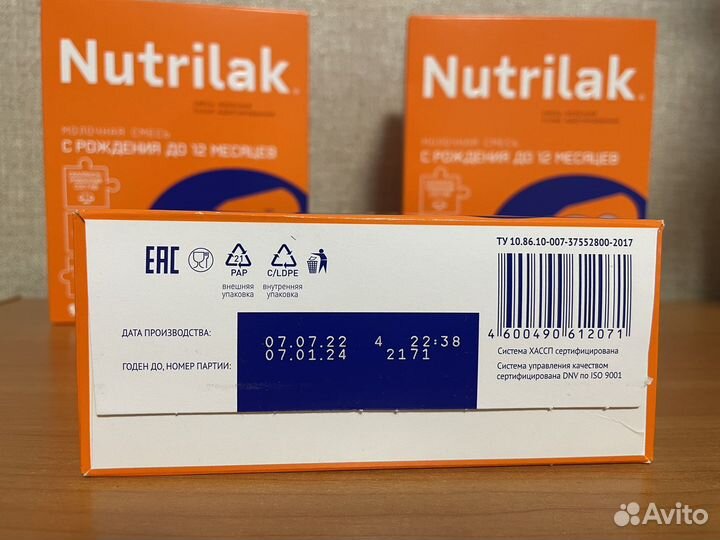 Nutrilak
МОЛОЧНАЯ СМЕСЬ
С РОЖДЕНИЯ ДО 12 МЕСЯЦЕВ
Nutrilak
МОЛОЧНАЯ СМЕСЬ
С РОЖДЕНИЯ ДО 12 МЕСЯЦЕВ
ТУ 10.86.10-007-37552800-2017
EAC
21
PAP
C/LDPE
внешняя
упаковка
внутренняя
упаковка
ДАТА ПРОИЗВОДСТВА:
07.07.22 4 22:38
ГОДЕН ДО, НОМЕР ПАРТИИ:
07.01.24 2171
4 600490 612071
Система ХАССП сертифицирована
Система управления качеством
сертифицирована DNV по ISO 9001
Avito